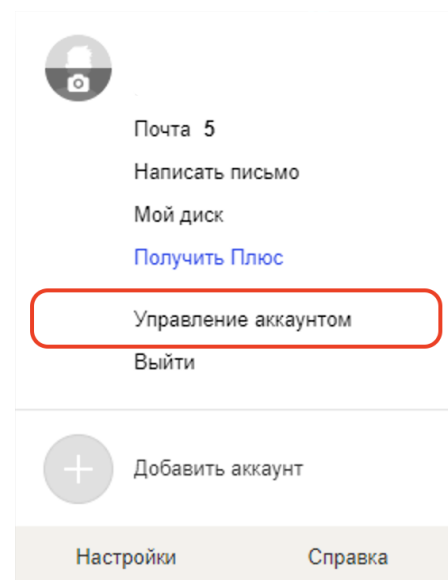 Почта 5
Написать письмо
Мой диск
Получить Плюс
Управление аккаунтом
Выйти
Добавить аккаунт
Настройки Справка